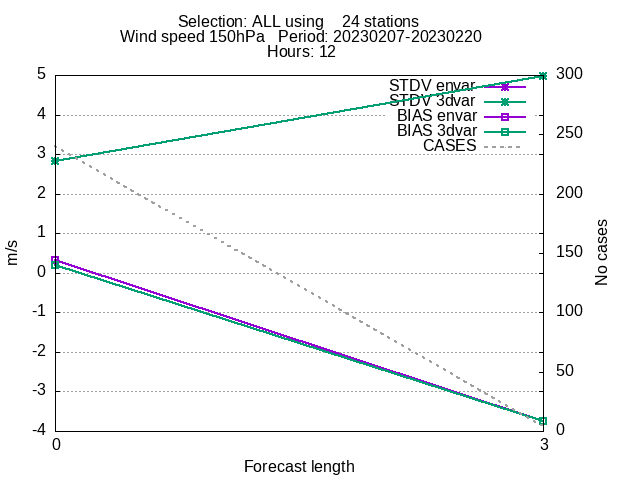 Selection: ALL using    24 stations
Wind speed 150hPa   Period: 20230207-20230220
Hours: 12
5
4
3
2
1
0
-1
-2
-3
-4
m/s
300
250
200
150
100
50
0
No cases
STDV envar
STDV 3dvar
BIAS envar
BIAS 3dvar
CASES
0
3
Forecast length